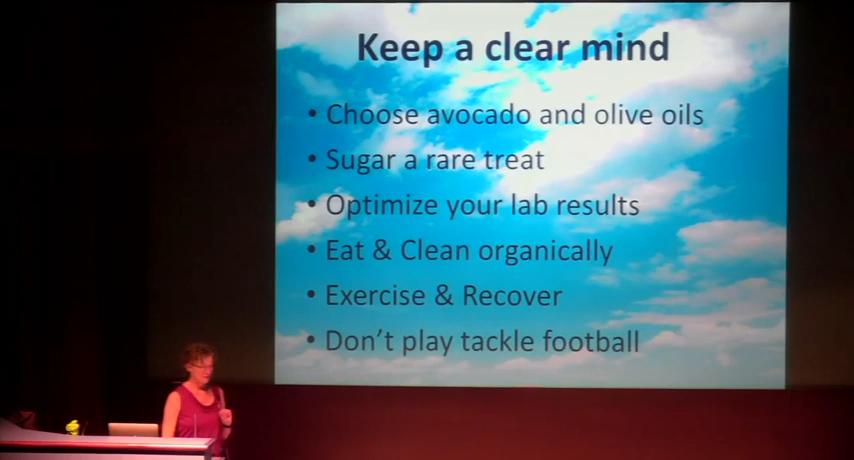 Keep a clear mind
• Choose avocado and olive oils
• Sugar a rare treat
• Optimize your lab results
• Eat & Clean organically
• Exercise & Recover
• Don't play tackle football